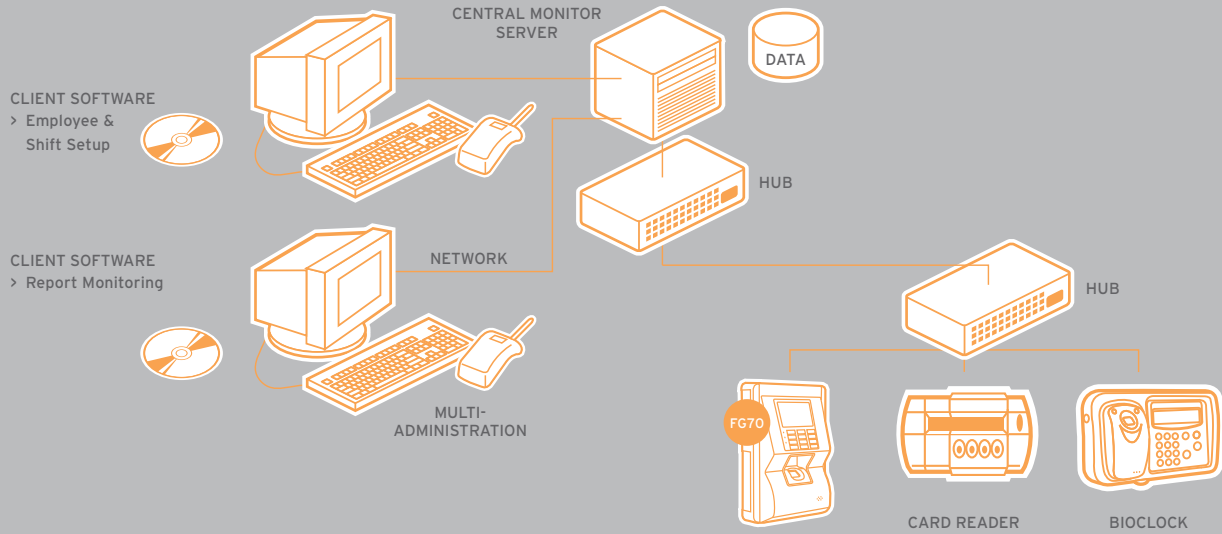 CENTRAL MONITOR
SERVER
DATA
CLIENT SOFTWARE
> Employee &
Shift Setup
HUB
CLIENT SOFTWARE
> Report Monitoring
NETWORK
HUB
MULTI-
ADMINISTRATION
FG70
CARD READER
BIOCLOCK